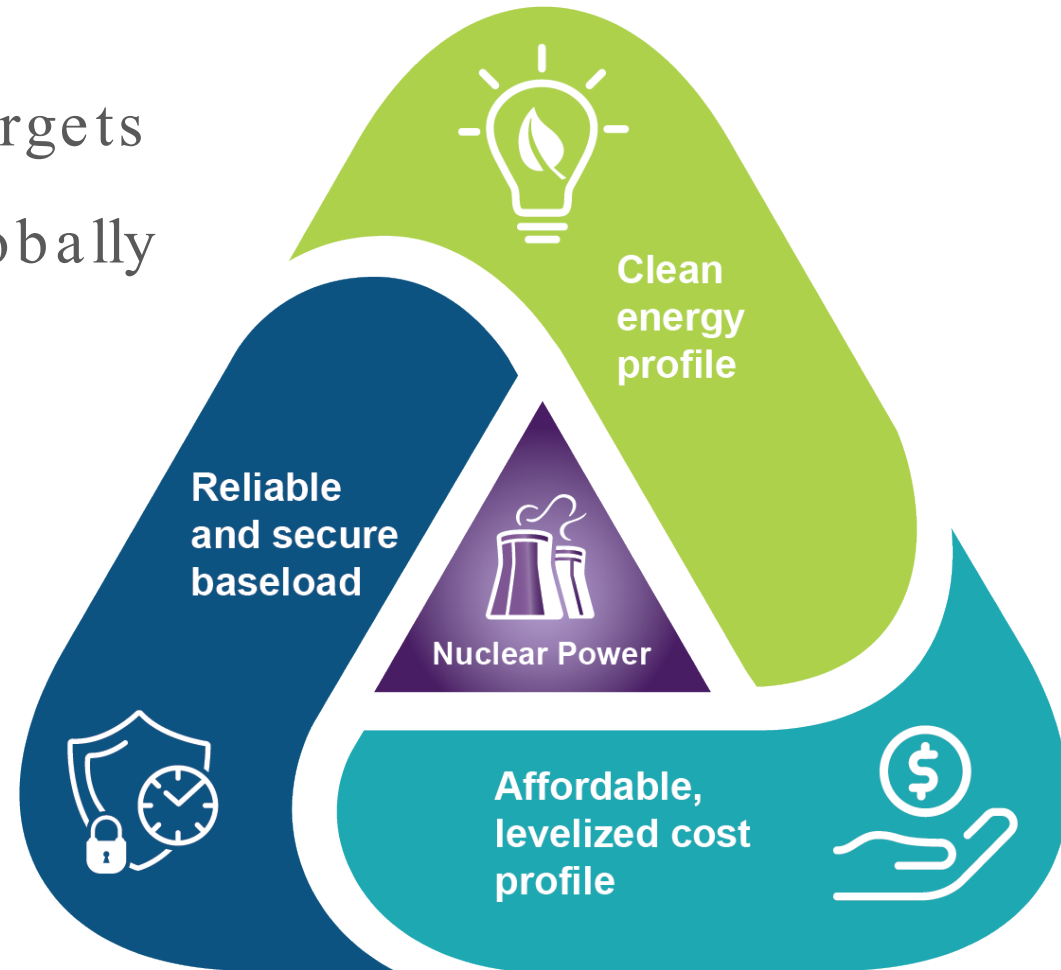 rgets
obally
Clean
energy
profile
Reliable
and secure
baseload
Nuclear Power
Affordable,
levelized cost
profile
$